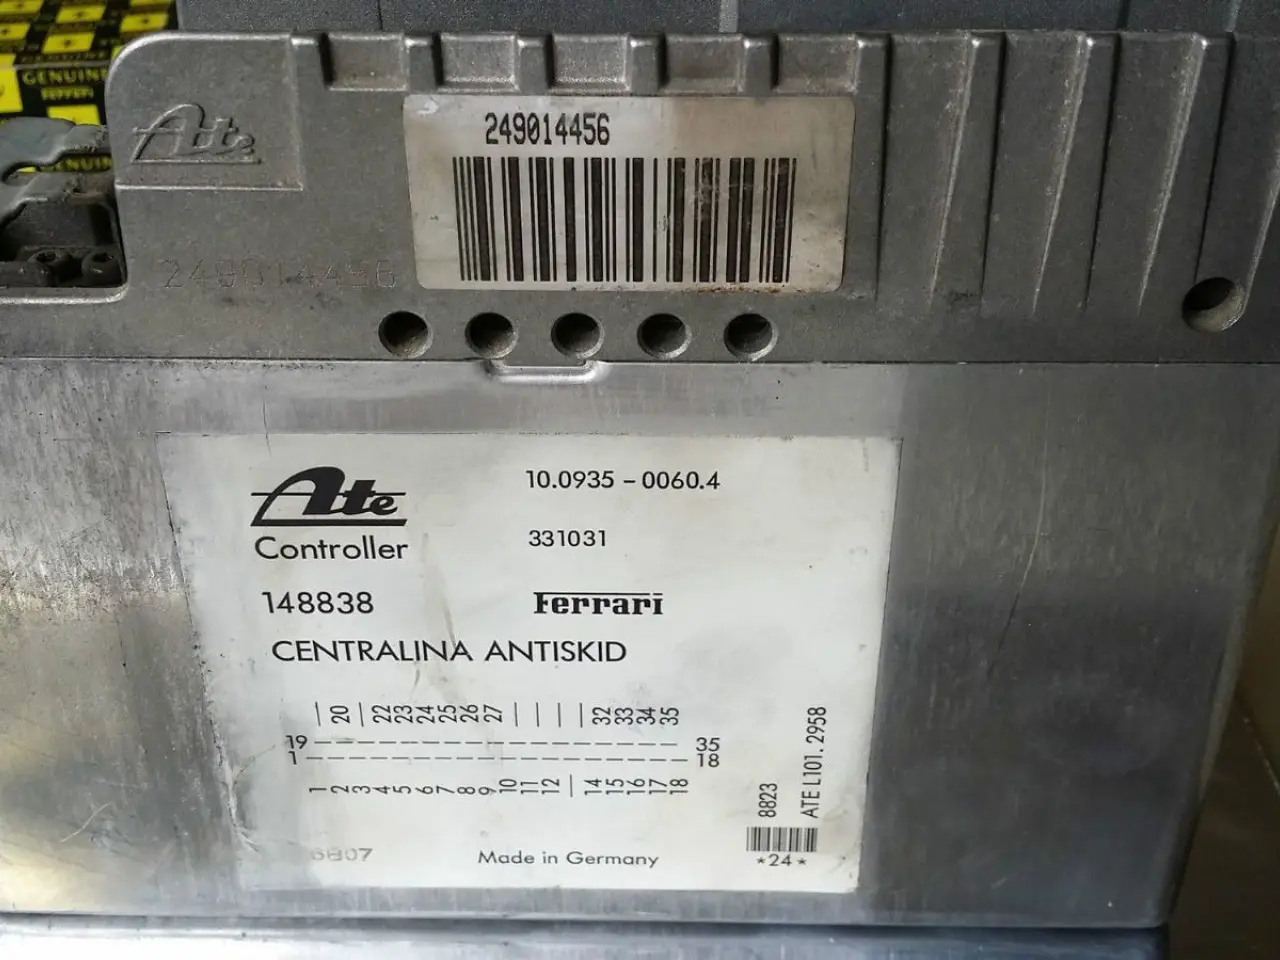 GENUINE
FERRARI
Ate
249014456
249014456
Ate
10.0935 - 0060.4
Controller
331031
148838
Ferrari
CENTRALINA ANTISKID
| 20 | 22 23 24 25 26 27 | | | | 32 33 34 35
19 35
1 18
1 2 3 4 5 6 7 8 9 10 11 12 | 14 15 16 17 18
8823
ATE L101.2958
*24*
Made in Germany